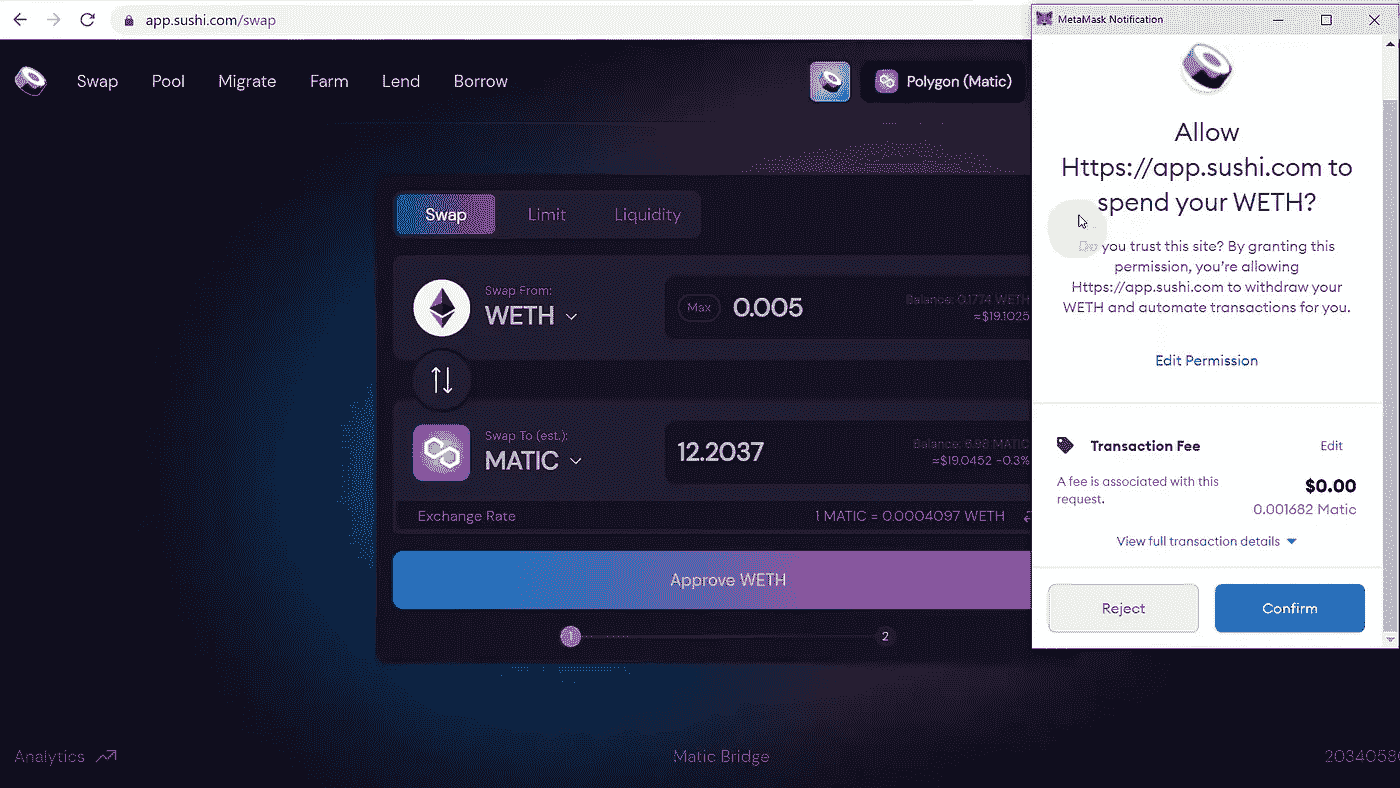 app.sushi.com/swap
Swap Pool Migrate Farm Lend Borrow Polygon (Matic)
Swap Limit Liquidity
Swap From:
WETH
Max 0.005
Balance: 0.1774 WETH
≈$19.1025
Swap To (est.):
MATIC
12.2037
Balance: 6.98 MATIC
≈$19.0452 -0.3%
Exchange Rate 1 MATIC = 0.0004097 WETH
Approve WETH
1 2
Analytics Matic Bridge
MetaMask Notification
Allow
Https://app.sushi.com to
spend your WETH?
Do you trust this site? By granting this
permission, you're allowing
Https://app.sushi.com to withdraw your
WETH and automate transactions for you.
Edit Permission
Transaction Fee Edit
A fee is associated with this
request.
$0.00
0.001682 Matic
View full transaction details
Reject Confirm